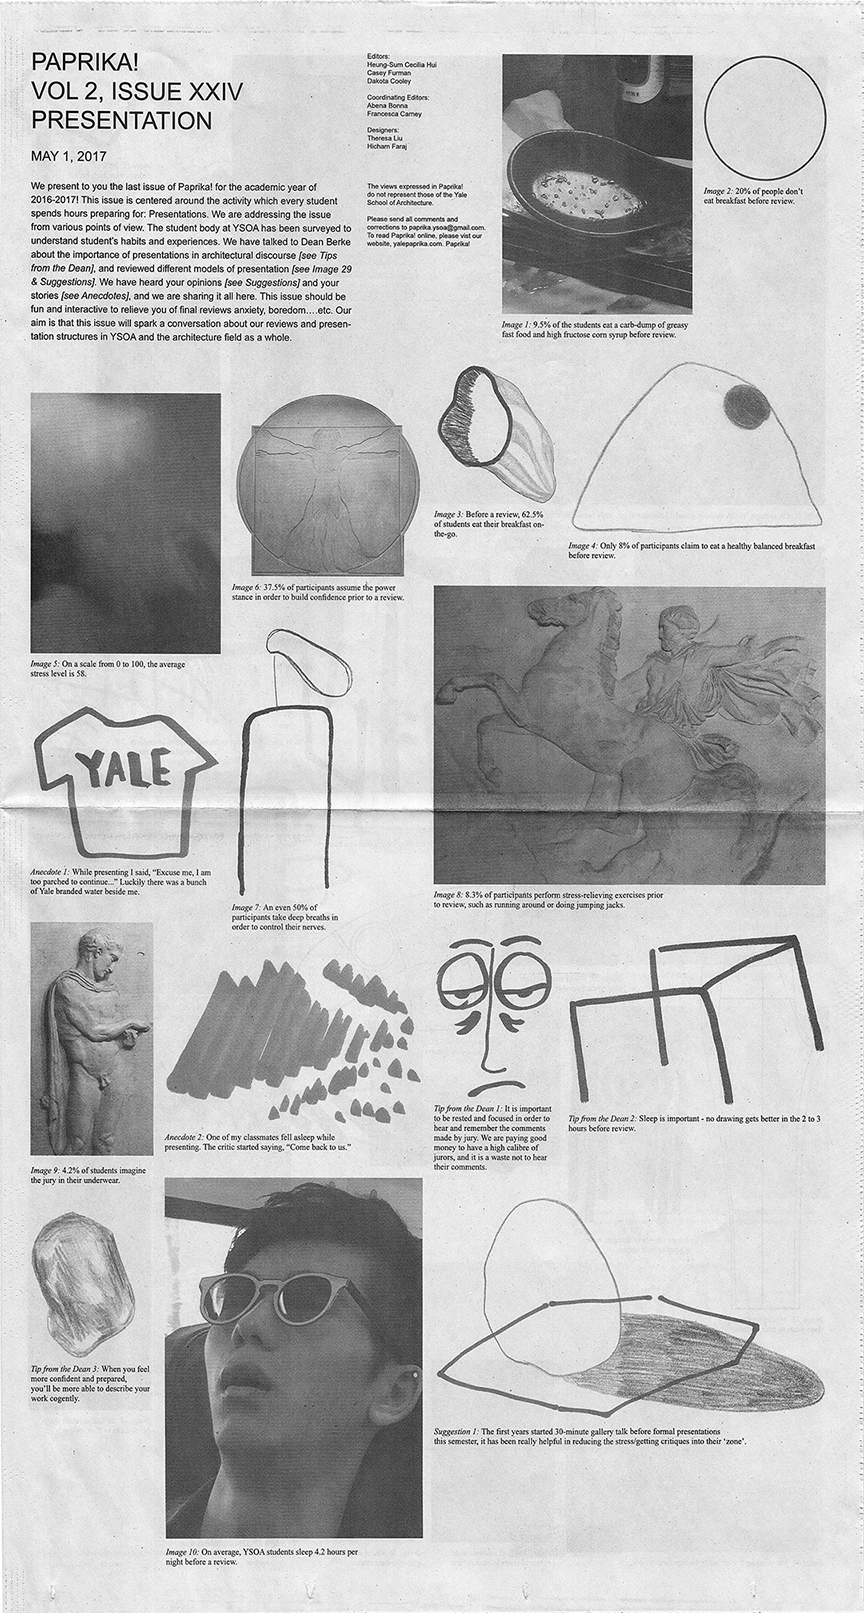 PAPRIKA!
VOL 2, ISSUE XXIV
PRESENTATION
MAY 1, 2017
We present to you the last issue of Paprika! for the academic year of
2016-2017! This issue is centered around the activity which every student
spends hours preparing for: Presentations. We are addressing the issue
from various points of view. The student body at YSOA has been surveyed to
understand student's habits and experiences. We have talked to Dean Berke
about the importance of presentations in architectural discourse [see Tips
from the Dean], and reviewed different models of presentation [see Image 29
& Suggestions]. We have heard your opinions [see Suggestions] and your
stories [see Anecdotes], and we are sharing it all here. This issue should be
fun and interactive to relieve you of final reviews anxiety, boredom....etc. Our
aim is that this issue will spark a conversation about our reviews and presen-
tation structures in YSOA and the architecture field as a whole.
Editors:
Heung-Sum Cecilia Hui
Casey Furman
Dakota Cooley
Coordinating Editors:
Abena Bonna
Francesca Carney
Designers:
Theresa Liu
Hicham Faraj
The views expressed in Paprika!
do not represent those of the Yale
School of Architecture.
Please send all comments and
corrections to paprika.ysoa@gmail.com.
To read Paprika! online, please vist our
website, yalepaprika.com. Paprika!
Image 1: 9.5% of the students eat a carb-dump of greasy
fast food and high fructose corn syrup before review.
Image 2: 20% of people don't
eat breakfast before review.
Image 3: Before a review, 62.5%
of students eat their breakfast on-
the-go.
Image 4: Only 8% of participants claim to eat a healthy balanced breakfast
before review.
Image 5: On a scale from 0 to 100, the average
stress level is 58.
Image 6: 37.5% of participants assume the power
stance in order to build confidence prior to a review.
YALE
Anecdote 1: While presenting I said, "Excuse me, I am
too parched to continue..." Luckily there was a bunch
of Yale branded water beside me.
Image 7: An even 50% of
participants take deep breaths in
order to control their nerves.
Image 8: 8.3% of participants perform stress-relieving exercises prior
to review, such as running around or doing jumping jacks.
Image 9: 4.2% of students imagine
the jury in their underwear.
Anecdote 2: One of my classmates fell asleep while
presenting. The critic started saying, "Come back to us."
Tip from the Dean 1: It is important
to be rested and focused in order to
hear and remember the comments
made by jury. We are paying good
money to have a high calibre of
jurors, and it is a waste not to hear
their comments.
Tip from the Dean 2: Sleep is important - no drawing gets better in the 2 to 3
hours before review.
Tip from the Dean 3: When you feel
more confident and prepared,
you'll be more able to describe your
work cogently.
Image 10: On average, YSOA students sleep 4.2 hours per
night before a review.
Suggestion 1: The first years started 30-minute gallery talk before formal presentations
this semester, it has been really helpful in reducing the stress/getting critiques into their 'zone'.